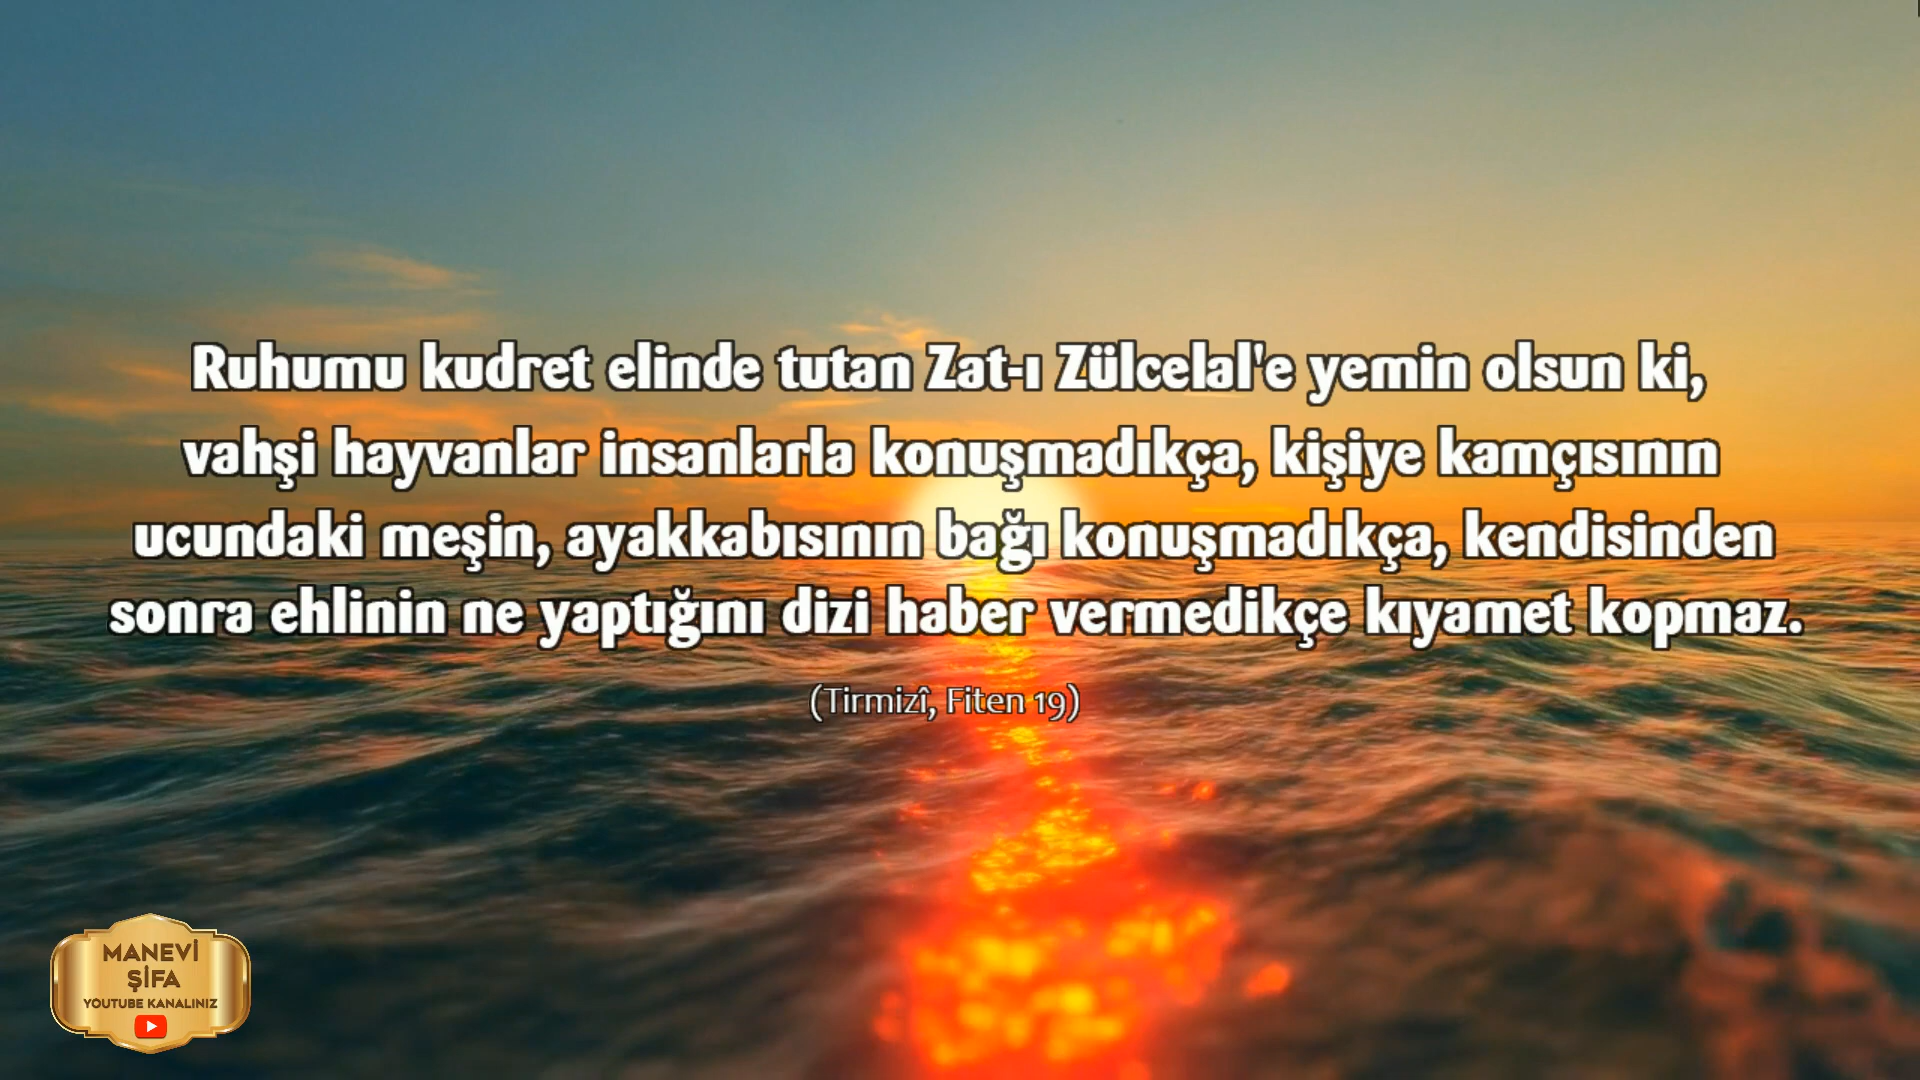 Ruhumu kudret elinde tutan Zat-ı Zülcelal'e yemin olsun ki,
vahşi hayvanlar insanlarla konuşmadıkça, kişiye kamçısının
ucundaki meşin, ayakkabısının bağı konuşmadıkça, kendisinden
sonra ehlinin ne yaptığını dizi haber vermedikçe kıyamet kopmaz.
(Tirmizî, Fiten 19)
MANEVİ
ŞİFA
YOUTUBE KANALINIZ